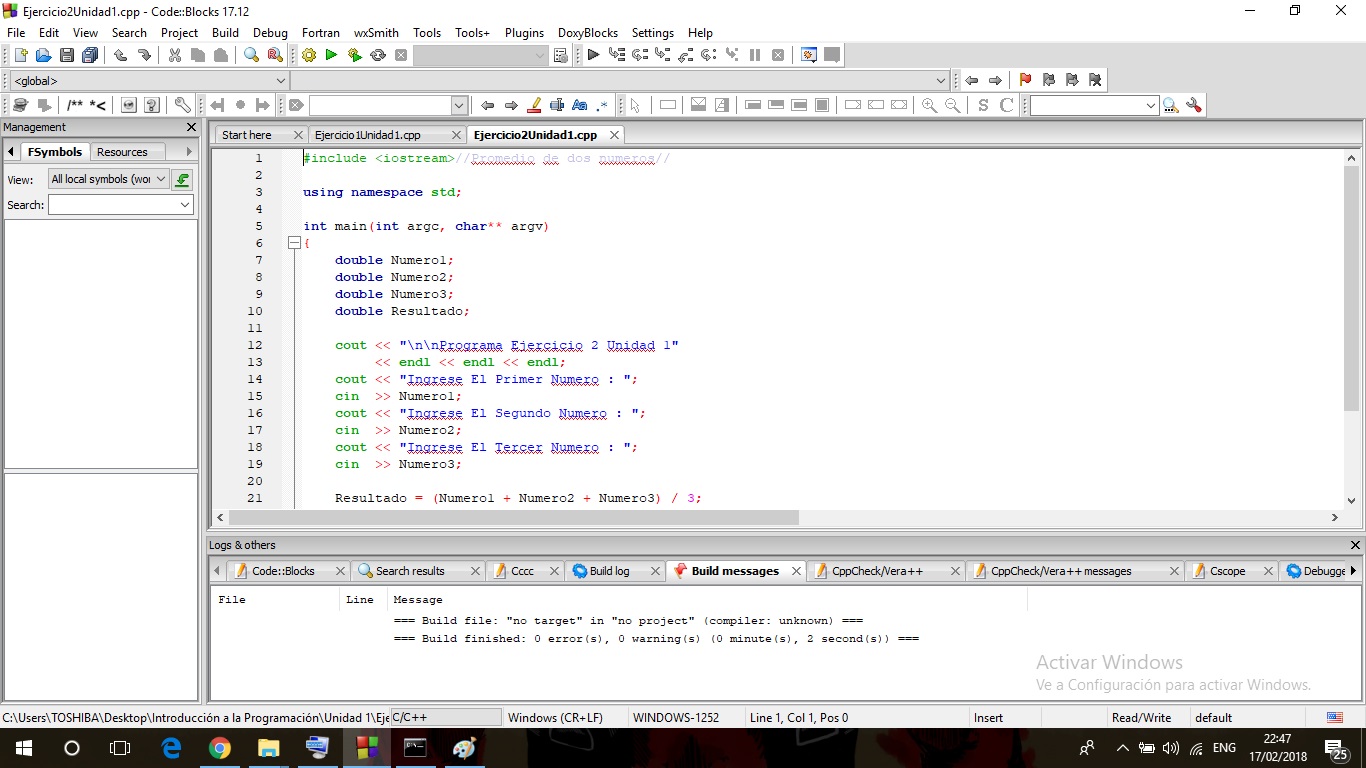 Ejercicio2Unidad1.cpp - Code::Blocks 17.12
File Edit View Search Project Build Debug Fortran wxSmith Tools Tools+ Plugins DoxyBlocks Settings Help
<global>
/** *<
Aa .*
S C
Management
FSymbols Resources
View: All local symbols (wor
Search:
Start here Ejercicio1Unidad1.cpp Ejercicio2Unidad1.cpp
1 #include <iostream>//Promedio de dos numeros//
2
3 using namespace std;
4
5 int main(int argc, char** argv)
6 {
7 double Numero1;
8 double Numero2;
9 double Numero3;
10 double Resultado;
11
12 cout << "\n\nPrograma Ejercicio 2 Unidad 1"
13 << endl << endl << endl;
14 cout << "Ingrese El Primer Numero : ";
15 cin >> Numero1;
16 cout << "Ingrese El Segundo Numero : ";
17 cin >> Numero2;
18 cout << "Ingrese El Tercer Numero : ";
19 cin >> Numero3;
20
21 Resultado = (Numero1 + Numero2 + Numero3) / 3;
Logs & others
Code::Blocks Search results Cccc Build log Build messages CppCheck/Vera++ CppCheck/Vera++ messages Cscope Debugge
File Line Message
=== Build file: "no target" in "no project" (compiler: unknown) ===
=== Build finished: 0 error(s), 0 warning(s) (0 minute(s), 2 second(s)) ===
Activar Windows
Ve a Configuración para activar Windows.
C:\Users\TOSHIBA\Desktop\Introducción a la Programación\Unidad 1\Eje C/C++ Windows (CR+LF) WINDOWS-1252 Line 1, Col 1, Pos 0 Insert Read/Write default
ENG
22:47
17/02/2018
25